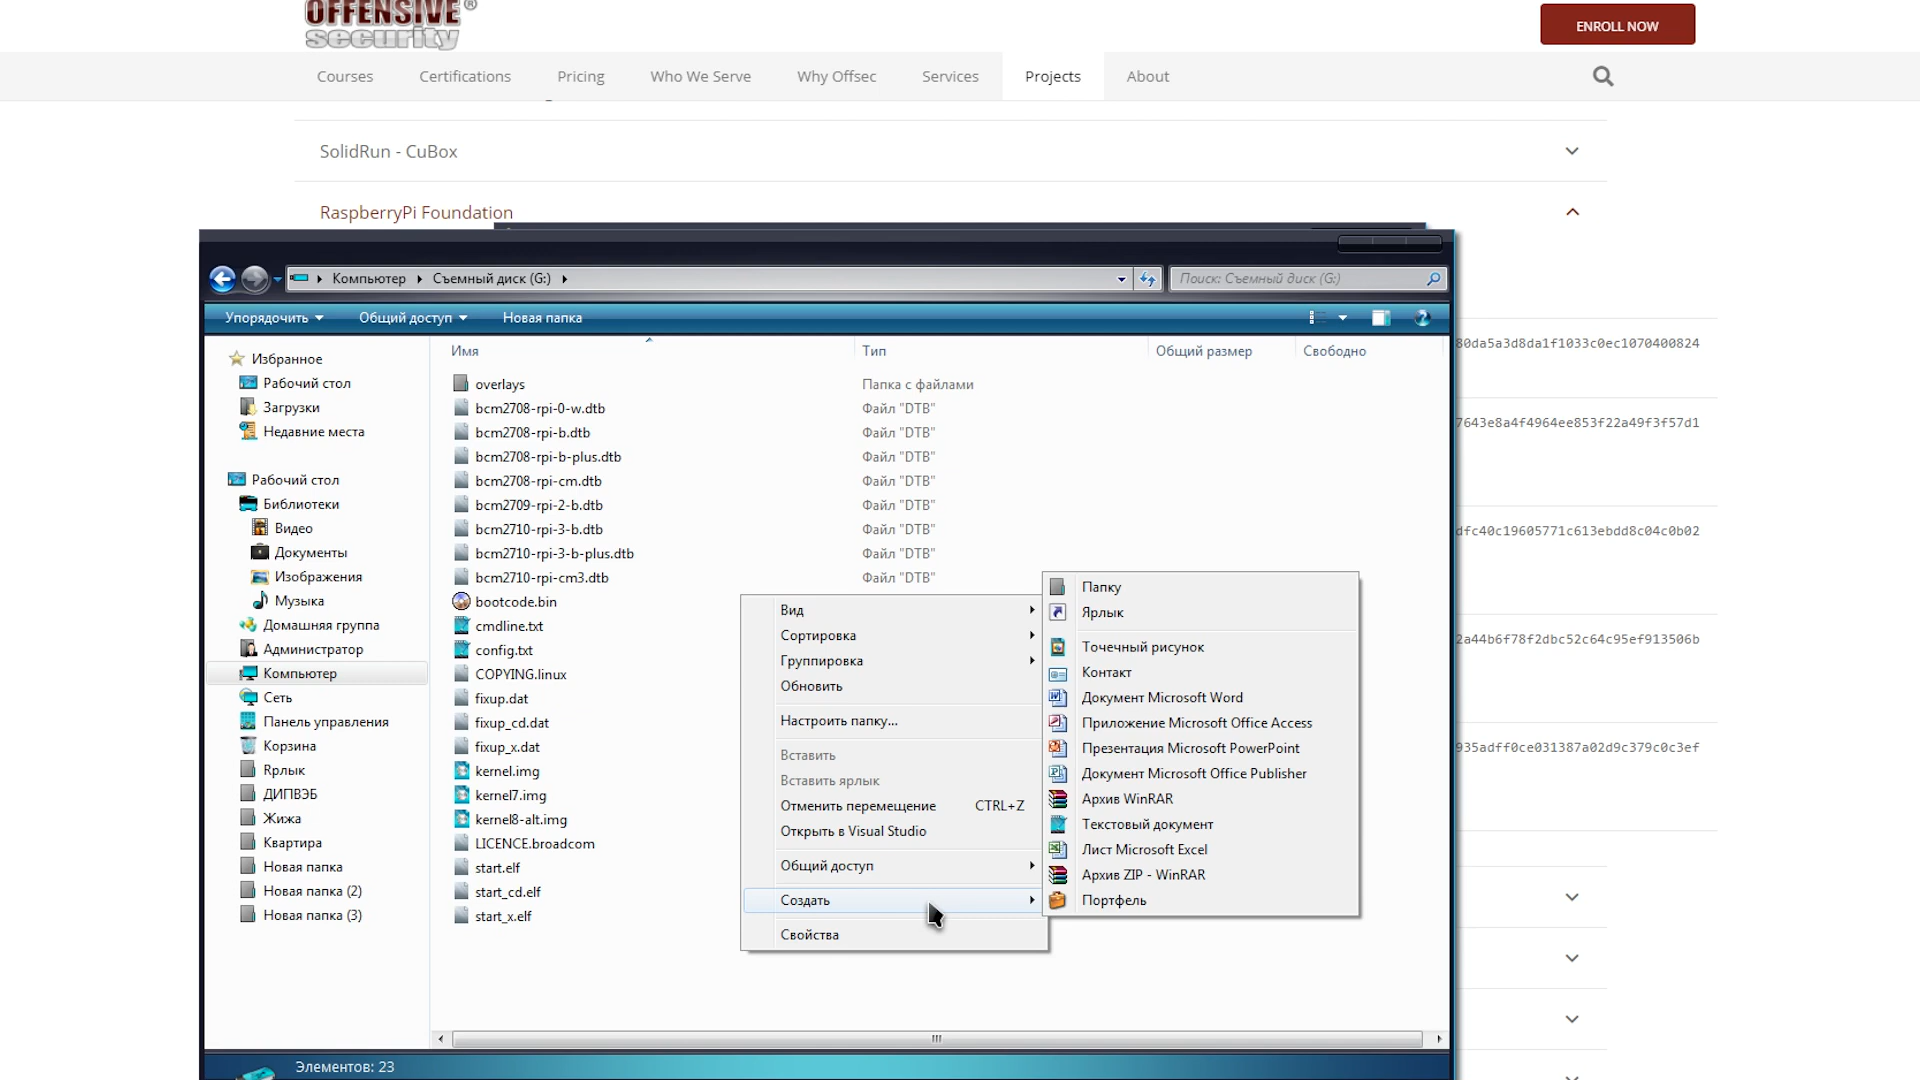 OFFENSIVE®
security
ENROLL NOW
Courses
Certifications
Pricing
Who We Serve
Why Offsec
Services
Projects
About
SolidRun - CuBox
RaspberryPi Foundation
Компьютер
Съемный диск (G:)
Поиск: Съемный диск (G:)
Упорядочить
Общий доступ
Новая папка
Избранное
Рабочий стол
Загрузки
Недавние места
Рабочий стол
Библиотеки
Видео
Документы
Изображения
Музыка
Домашняя группа
Администратор
Компьютер
Сеть
Панель управления
Корзина
Ярлык
ДИПВЭБ
Жижа
Квартира
Новая папка
Новая папка (2)
Новая папка (3)
Имя
Тип
Общий размер
Свободно
overlays
Папка с файлами
bcm2708-rpi-0-w.dtb
Файл "DTB"
bcm2708-rpi-b.dtb
Файл "DTB"
bcm2708-rpi-b-plus.dtb
Файл "DTB"
bcm2708-rpi-cm.dtb
Файл "DTB"
bcm2709-rpi-2-b.dtb
Файл "DTB"
bcm2710-rpi-3-b.dtb
Файл "DTB"
bcm2710-rpi-3-b-plus.dtb
Файл "DTB"
bcm2710-rpi-cm3.dtb
Файл "DTB"
bootcode.bin
cmdline.txt
config.txt
COPYING.linux
fixup.dat
fixup_cd.dat
fixup_x.dat
kernel.img
kernel7.img
kernel8-alt.img
LICENCE.broadcom
start.elf
start_cd.elf
start_x.elf
Вид
Сортировка
Группировка
Обновить
Настроить папку...
Вставить
Вставить ярлык
Отменить перемещение CTRL+Z
Открыть в Visual Studio
Общий доступ
Создать
Свойства
Папку
Ярлык
Точечный рисунок
Контакт
Документ Microsoft Word
Приложение Microsoft Office Access
Презентация Microsoft PowerPoint
Документ Microsoft Office Publisher
Архив WinRAR
Текстовый документ
Лист Microsoft Excel
Архив ZIP - WinRAR
Портфель
80da5a3d8da1f1033c0ec1070400824
7643e8a4f4964ee853f22a49f3f57d1
dfc40c19605771c613ebdd8c04c0b02
2a44b6f78f2dbc52c64c95ef913506b
935adff0ce031387a02d9c379c0c3ef
Элементов: 23